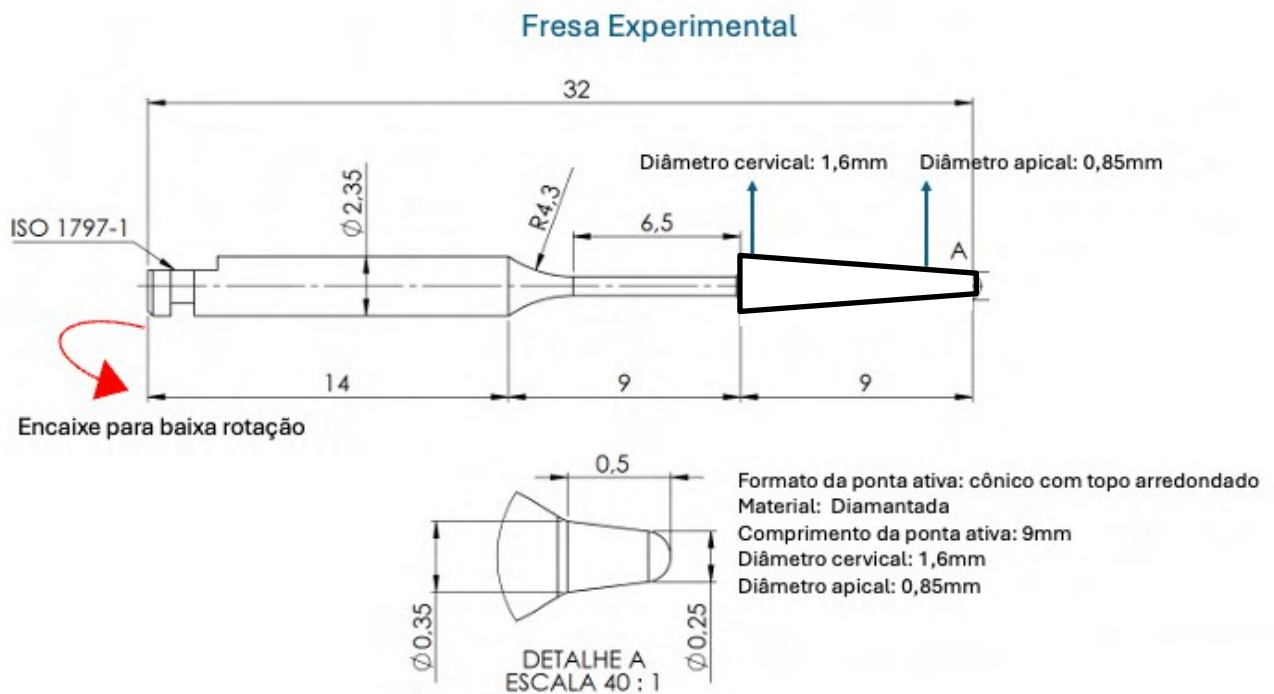 Fresa Experimental
32
Diâmetro cervical: 1,6mm
Diâmetro apical: 0,85mm
∅2,35
R4,3
6,5
ISO 1797-1
A
14
9
9
Encaixe para baixa rotação
0,5
Formato da ponta ativa: cônico com topo arredondado
Material: Diamantada
Comprimento da ponta ativa: 9mm
Diâmetro cervical: 1,6mm
Diâmetro apical: 0,85mm
∅0,35
∅0,25
DETALHE A
ESCALA 40 : 1